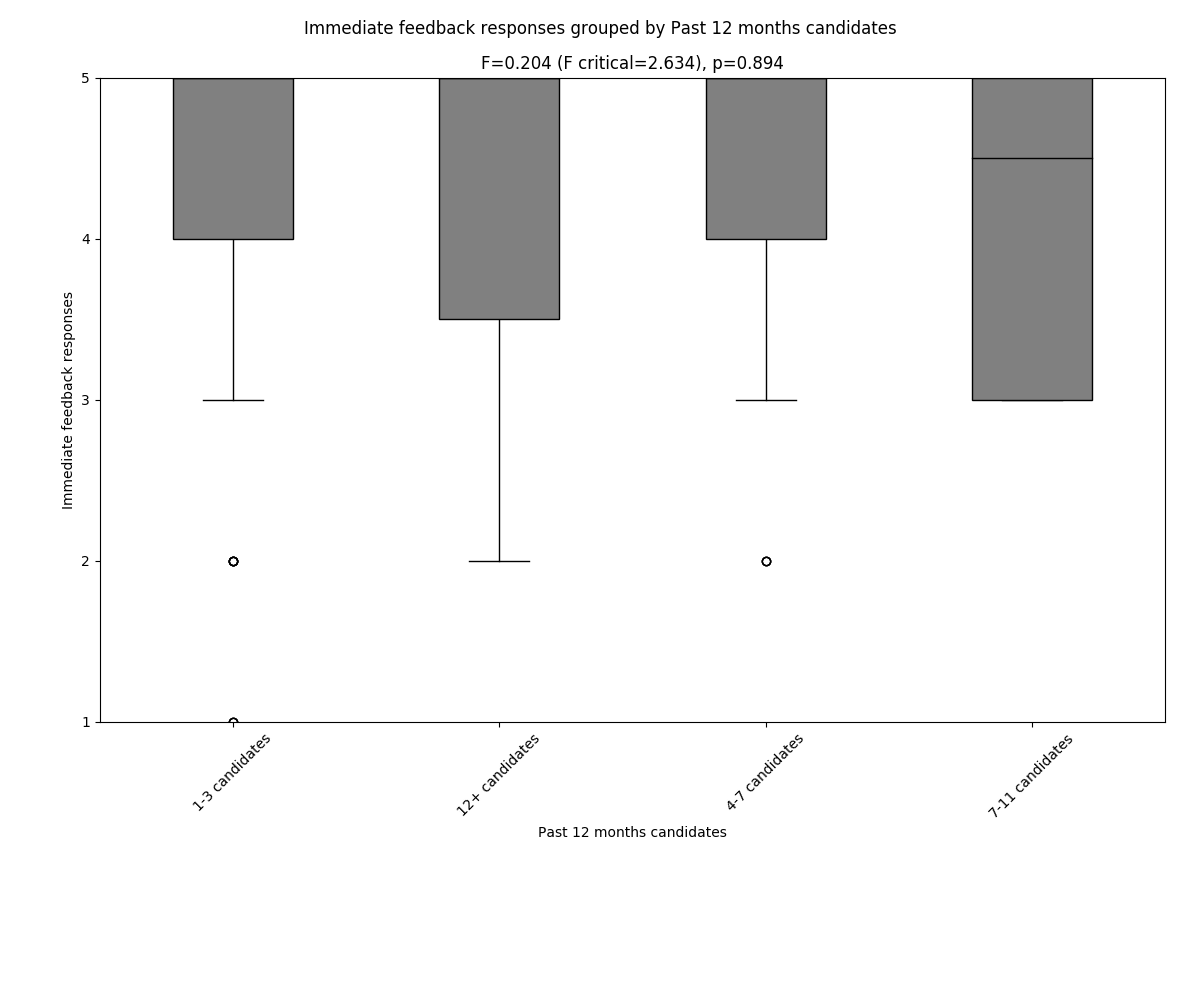 Immediate feedback responses grouped by Past 12 months candidates
F=0.204 (F critical=2.634), p=0.894
5
4
3
2
1
Immediate feedback responses
1-3 candidates
12+ candidates
4-7 candidates
7-11 candidates
Past 12 months candidates